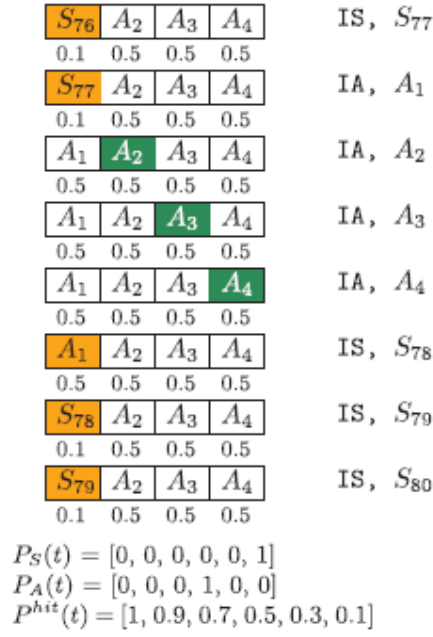 S₇₆ A₂ A₃ A₄ IS, S₇₇
0.1 0.5 0.5 0.5
S₇₇ A₂ A₃ A₄ IA, A₁
0.1 0.5 0.5 0.5
A₁ A₂ A₃ A₄ IA, A₂
0.5 0.5 0.5 0.5
A₁ A₂ A₃ A₄ IA, A₃
0.5 0.5 0.5 0.5
A₁ A₂ A₃ A₄ IA, A₄
0.5 0.5 0.5 0.5
A₁ A₂ A₃ A₄ IS, S₇₈
0.5 0.5 0.5 0.5
S₇₈ A₂ A₃ A₄ IS, S₇₉
0.1 0.5 0.5 0.5
S₇₉ A₂ A₃ A₄ IS, S₈₀
0.1 0.5 0.5 0.5
P_S(t) = [0, 0, 0, 0, 0, 1]
P_A(t) = [0, 0, 0, 1, 0, 0]
P^{hit}(t) = [1, 0.9, 0.7, 0.5, 0.3, 0.1]